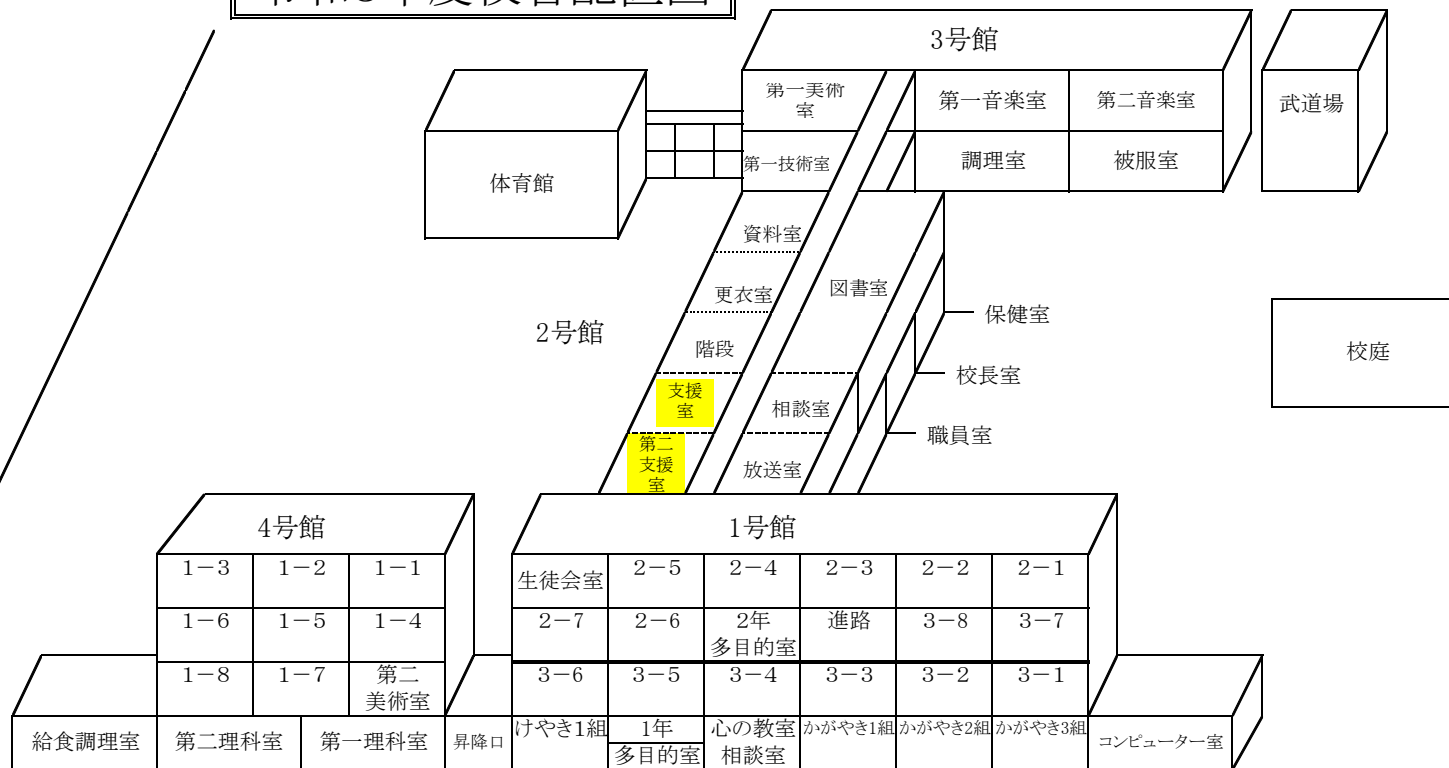 3号館
第一美術
室
第一音楽室
第二音楽室
武道場
第一技術室
調理室
被服室
体育館
資料室
更衣室
図書室
保健室
2号館
階段
校長室
校庭
支援
室
相談室
職員室
第二
支援
室
放送室
4号館
1号館
1－3 1－2 1－1
生徒会室 2－5 2－4 2－3 2－2 2－1
1－6 1－5 1－4
2－7 2－6 2年
多目的室
進路 3－8 3－7
1－8 1－7 第二
美術室
3－6 3－5 3－4 3－3 3－2 3－1
給食調理室 第二理科室 第一理科室 昇降口
けやき1組 1年
多目的室
心の教室
相談室
かがやき1組 かがやき2組 かがやき3組
コンピューター室